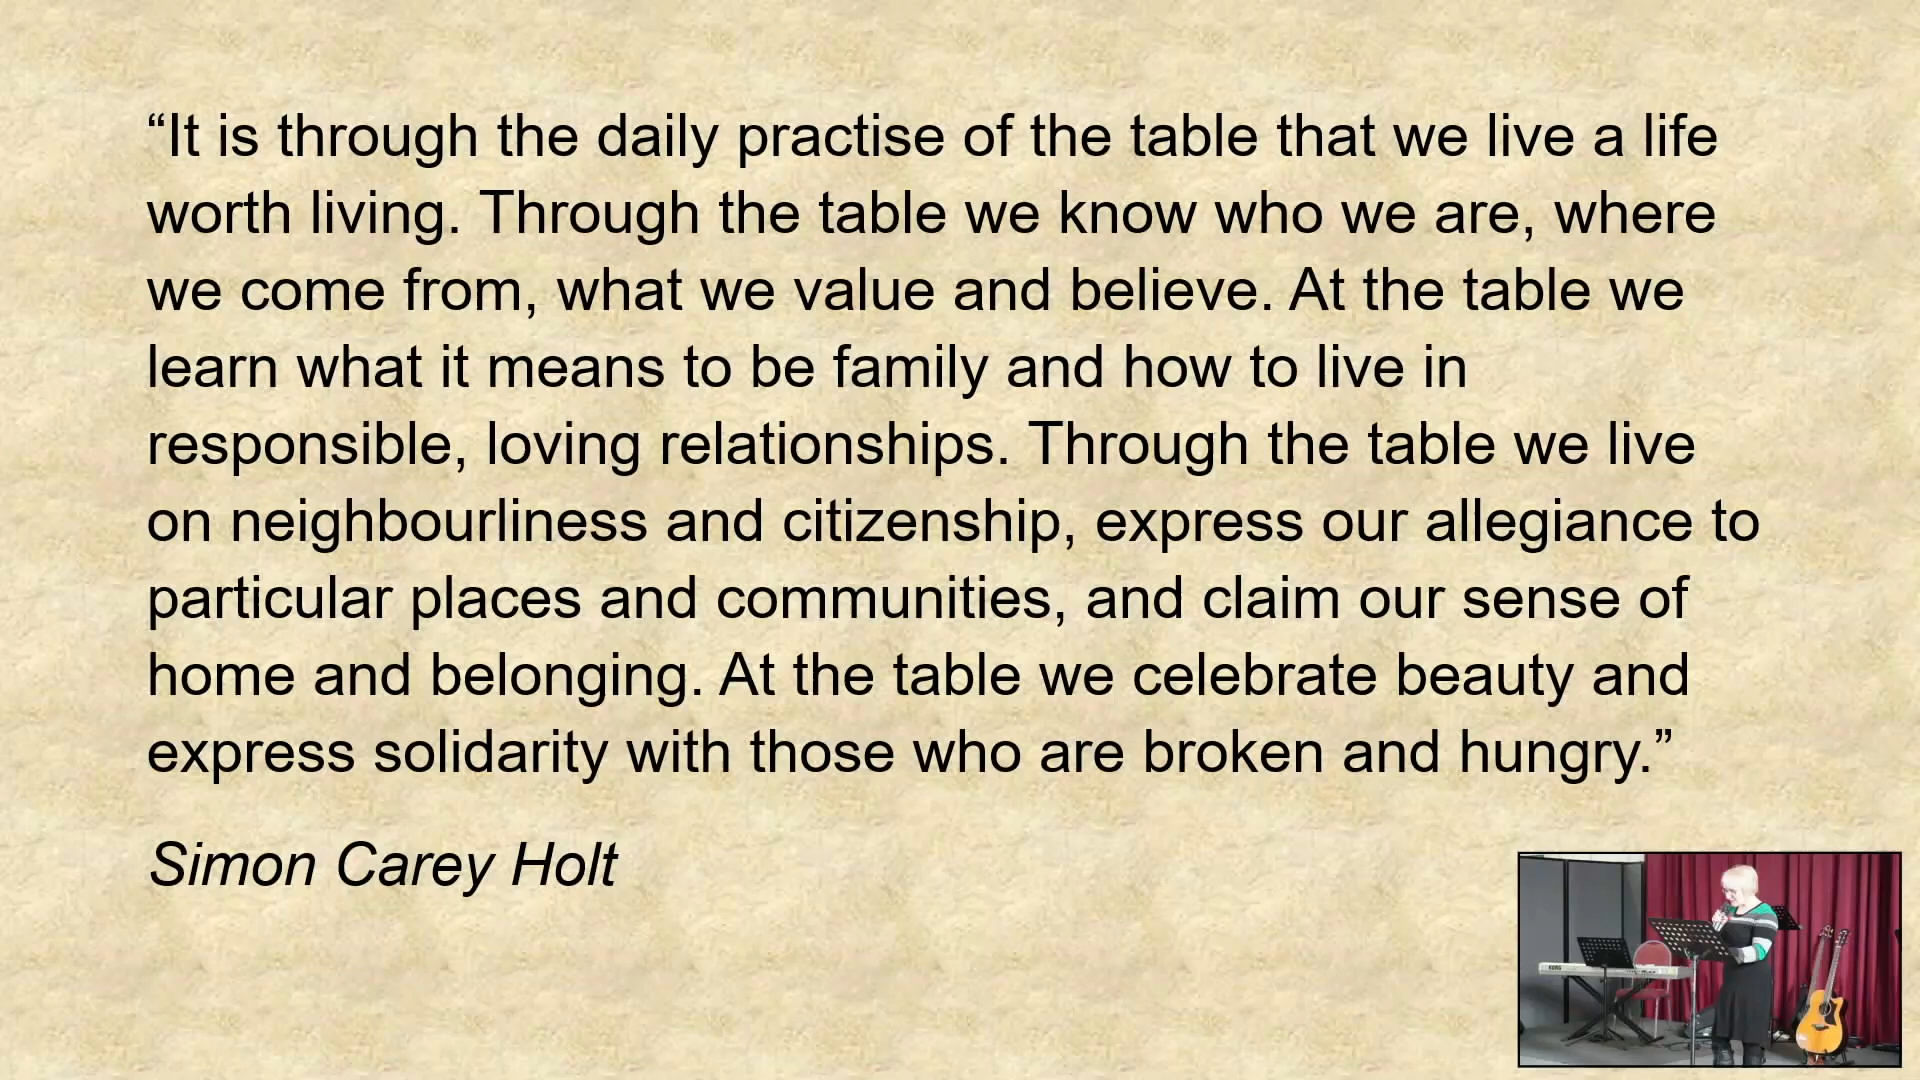 “It is through the daily practise of the table that we live a life
worth living. Through the table we know who we are, where
we come from, what we value and believe. At the table we
learn what it means to be family and how to live in
responsible, loving relationships. Through the table we live
on neighbourliness and citizenship, express our allegiance to
particular places and communities, and claim our sense of
home and belonging. At the table we celebrate beauty and
express solidarity with those who are broken and hungry.”
Simon Carey Holt
KORG